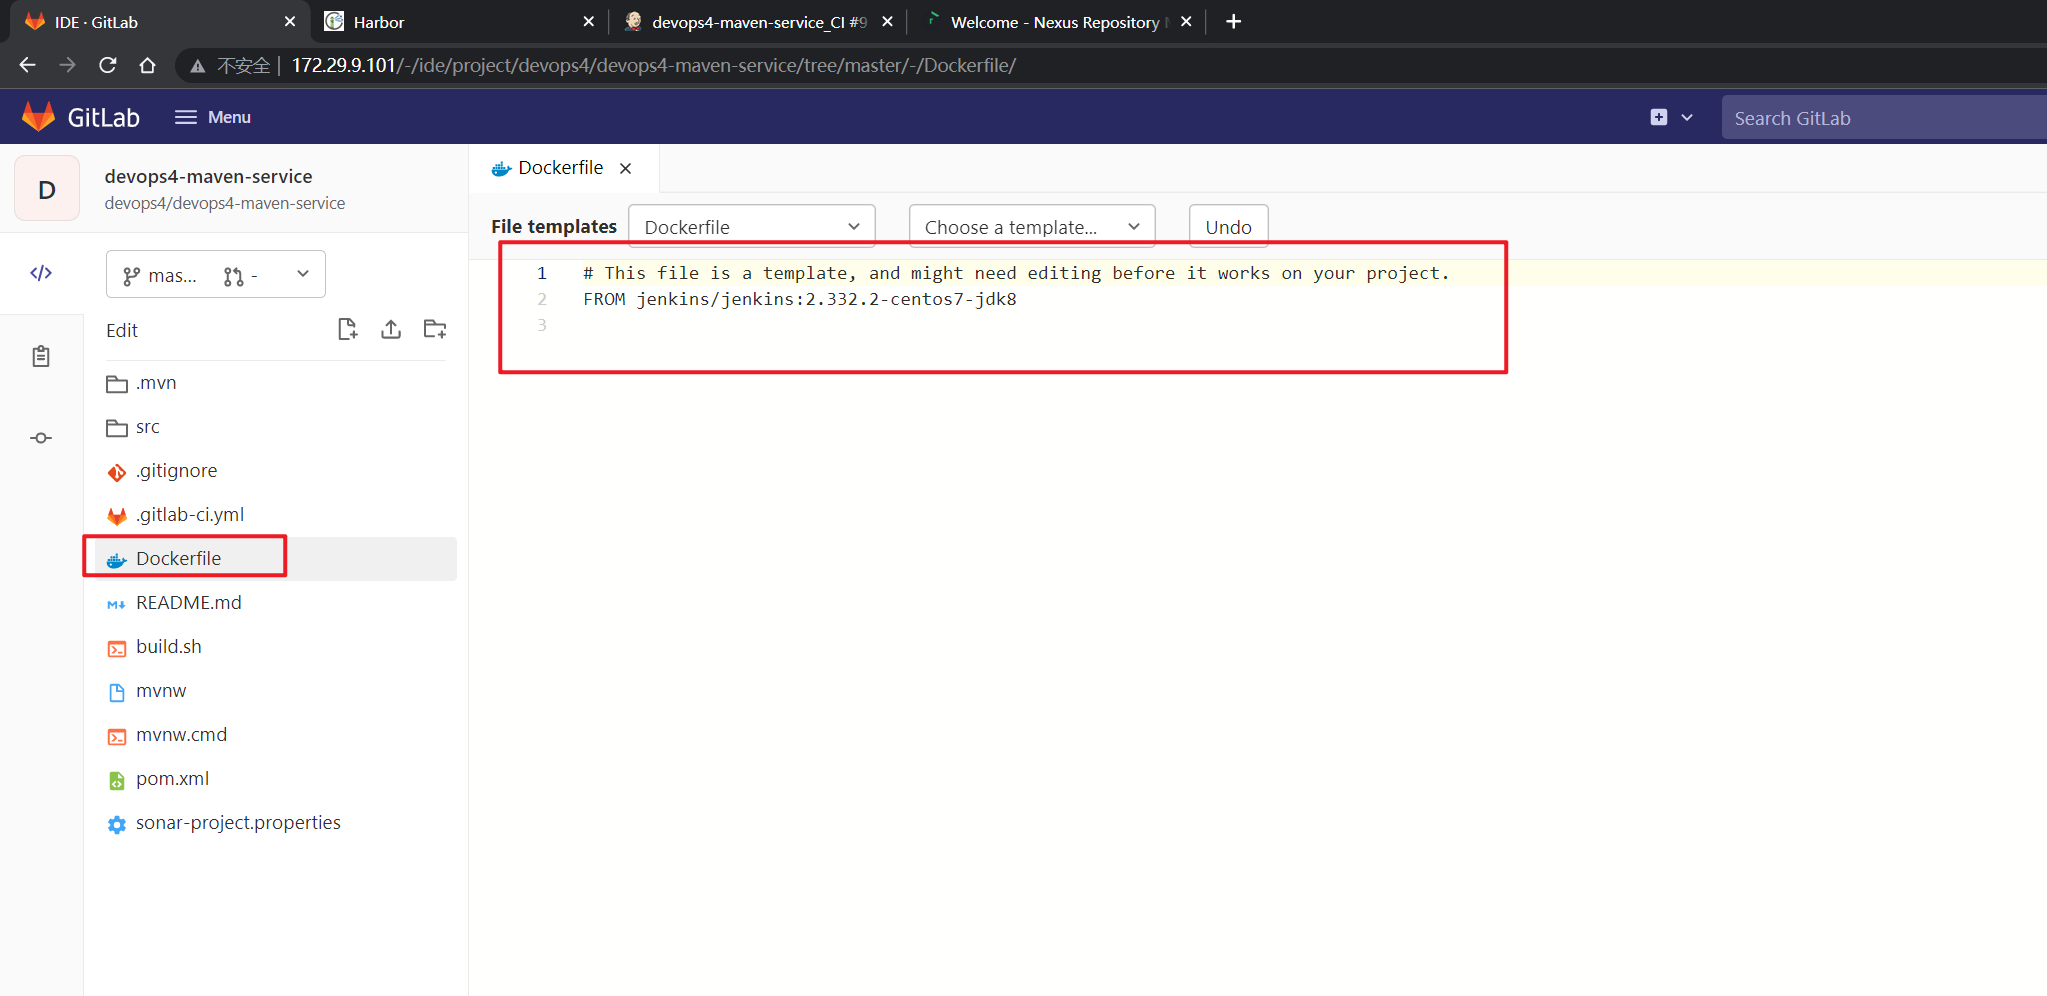 IDE · GitLab
Harbor
devops4-maven-service_CI #9
Welcome - Nexus Repository
不安全 | 172.29.9.101/-/ide/project/devops4/devops4-maven-service/tree/master/-/Dockerfile/
GitLab
Menu
Search GitLab
D
devops4-maven-service
devops4/devops4-maven-service
Dockerfile
File templates
Dockerfile
Choose a template...
Undo
mas...
-
Edit
.mvn
src
.gitignore
.gitlab-ci.yml
Dockerfile
README.md
build.sh
mvnw
mvnw.cmd
pom.xml
sonar-project.properties
1 # This file is a template, and might need editing before it works on your project.
2 FROM jenkins/jenkins:2.332.2-centos7-jdk8
3